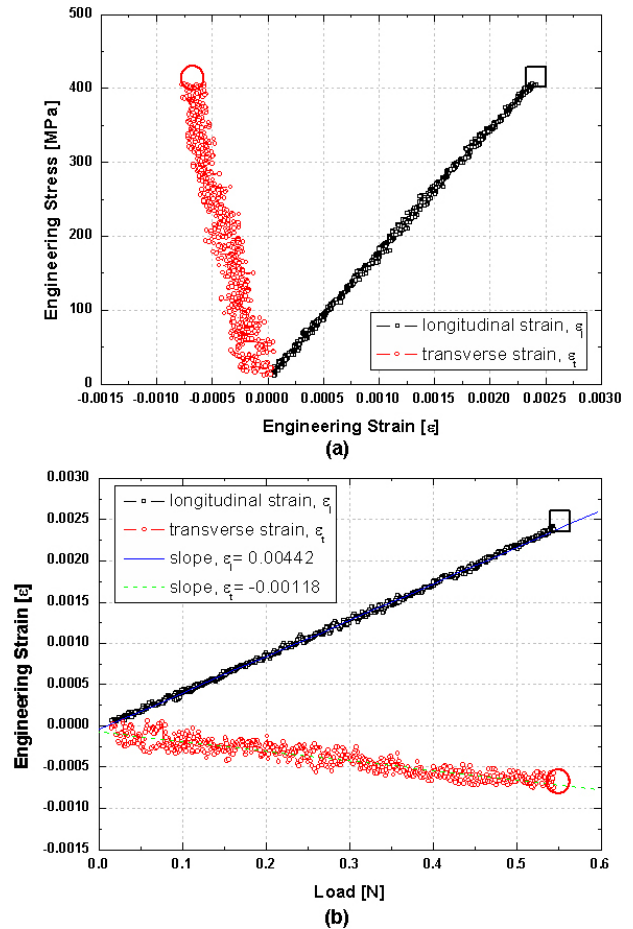 500
400
300
200
100
0
Engineering Stress [MPa]
longitudinal strain, εl
transverse strain, εt
-0.0015 -0.0010 -0.0005 0.0000 0.0005 0.0010 0.0015 0.0020 0.0025 0.0030
Engineering Strain [ε]
(a)
0.0030
0.0025
0.0020
0.0015
0.0010
0.0005
0.0000
-0.0005
-0.0010
-0.0015
Engineering Strain [ε]
longitudinal strain, εl
transverse strain, εt
slope, εl= 0.00442
slope, εt= -0.00118
0.0 0.1 0.2 0.3 0.4 0.5 0.6
Load [N]
(b)